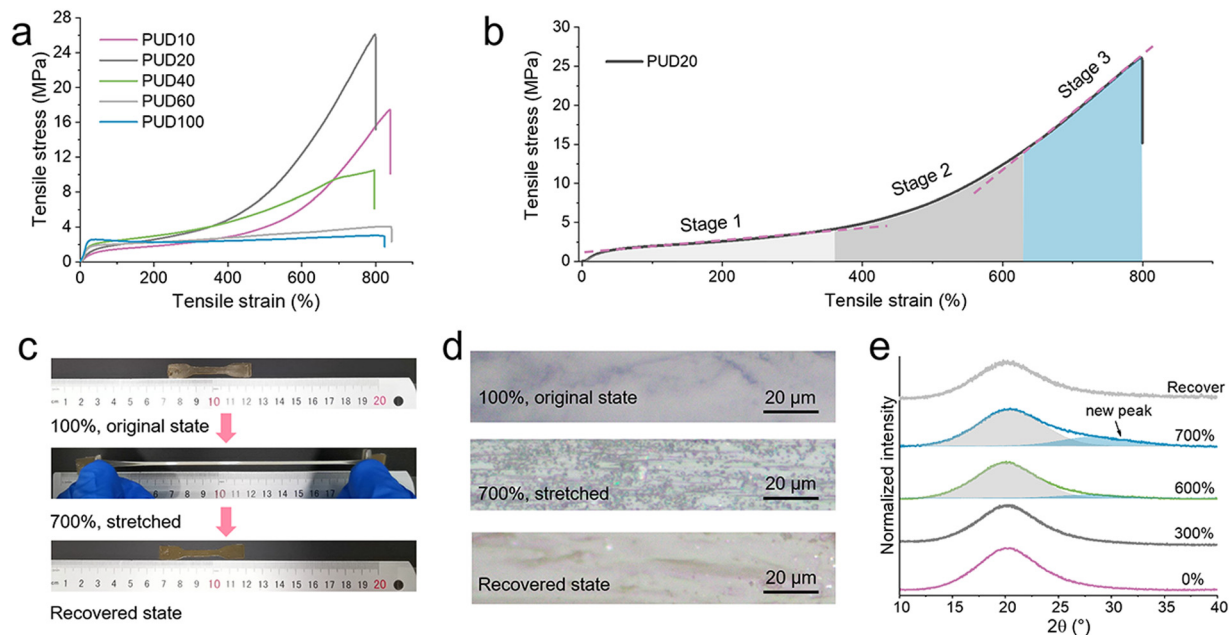 a
28
24
20
16
12
8
4
0
Tensile stress (MPa)
PUD10
PUD20
PUD40
PUD60
PUD100
0 200 400 600 800
Tensile strain (%)
b
30
25
20
15
10
5
0
Tensile stress (MPa)
PUD20
Stage 1
Stage 2
Stage 3
0 200 400 600 800 1000
Tensile strain (%)
c
1 2 3 4 5 6 7 8 9 10 11 12 13 14 15 16 17 18 19 20
100%, original state
700%, stretched
1 2 3 4 5 6 7 8 9 10 11 12 13 14 15 16 17 18 19 20
Recovered state
d
100%, original state
20 μm
700%, stretched
20 μm
Recovered state
20 μm
e
Normalized intensity
Recover
new peak
700%
600%
300%
0%
10 15 20 25 30 35 40
2θ (°)